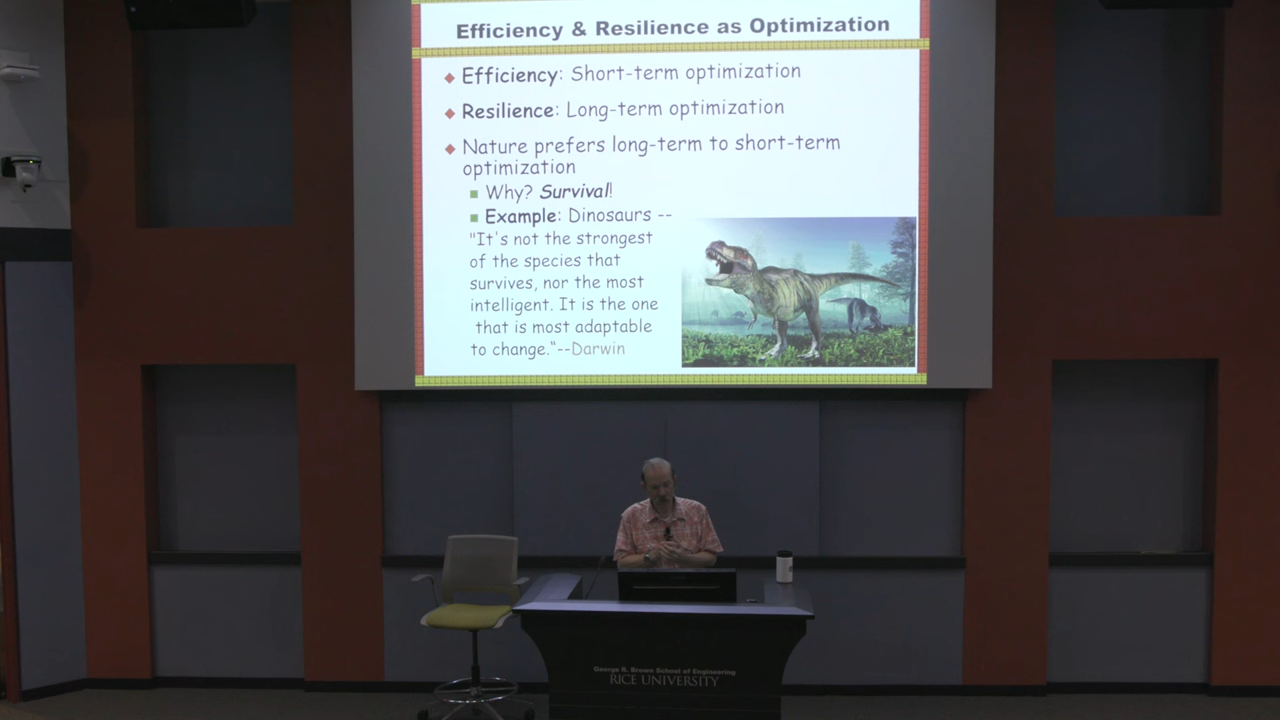 Efficiency & Resilience as Optimization
Efficiency: Short-term optimization
Resilience: Long-term optimization
Nature prefers long-term to short-term
optimization
Why? Survival!
Example: Dinosaurs --
"It's not the strongest
of the species that
survives, nor the most
intelligent. It is the one
that is most adaptable
to change."--Darwin
George R. Brown School of Engineering
RICE UNIVERSITY